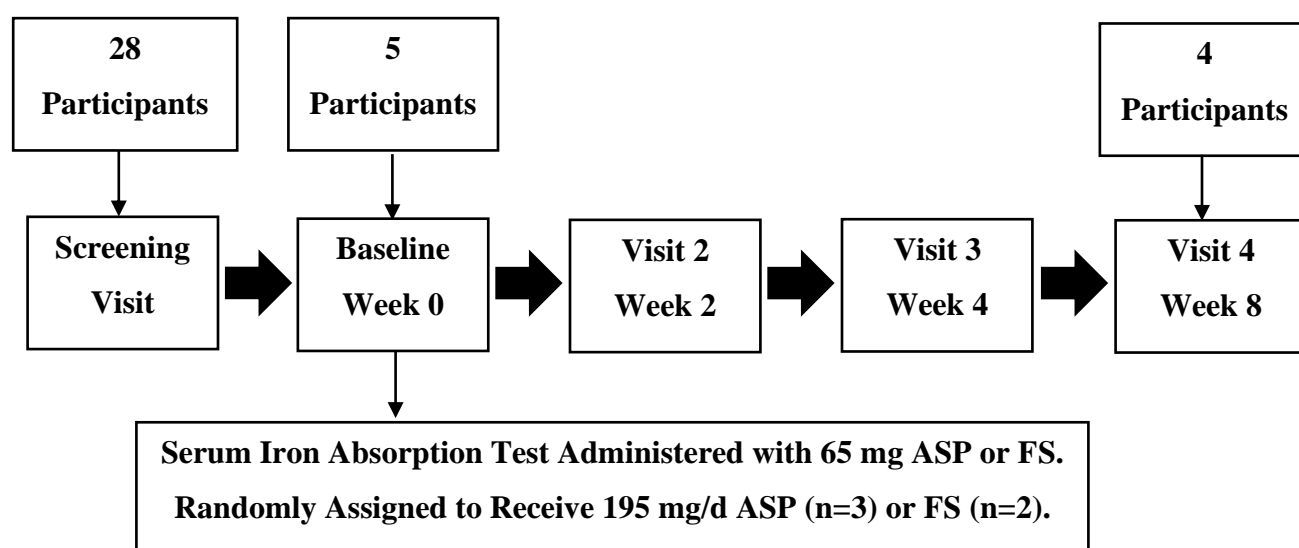 28
Participants
5
Participants
4
Participants
Screening
Visit
Baseline
Week 0
Visit 2
Week 2
Visit 3
Week 4
Visit 4
Week 8
Serum Iron Absorption Test Administered with 65 mg ASP or FS.
Randomly Assigned to Receive 195 mg/d ASP (n=3) or FS (n=2).